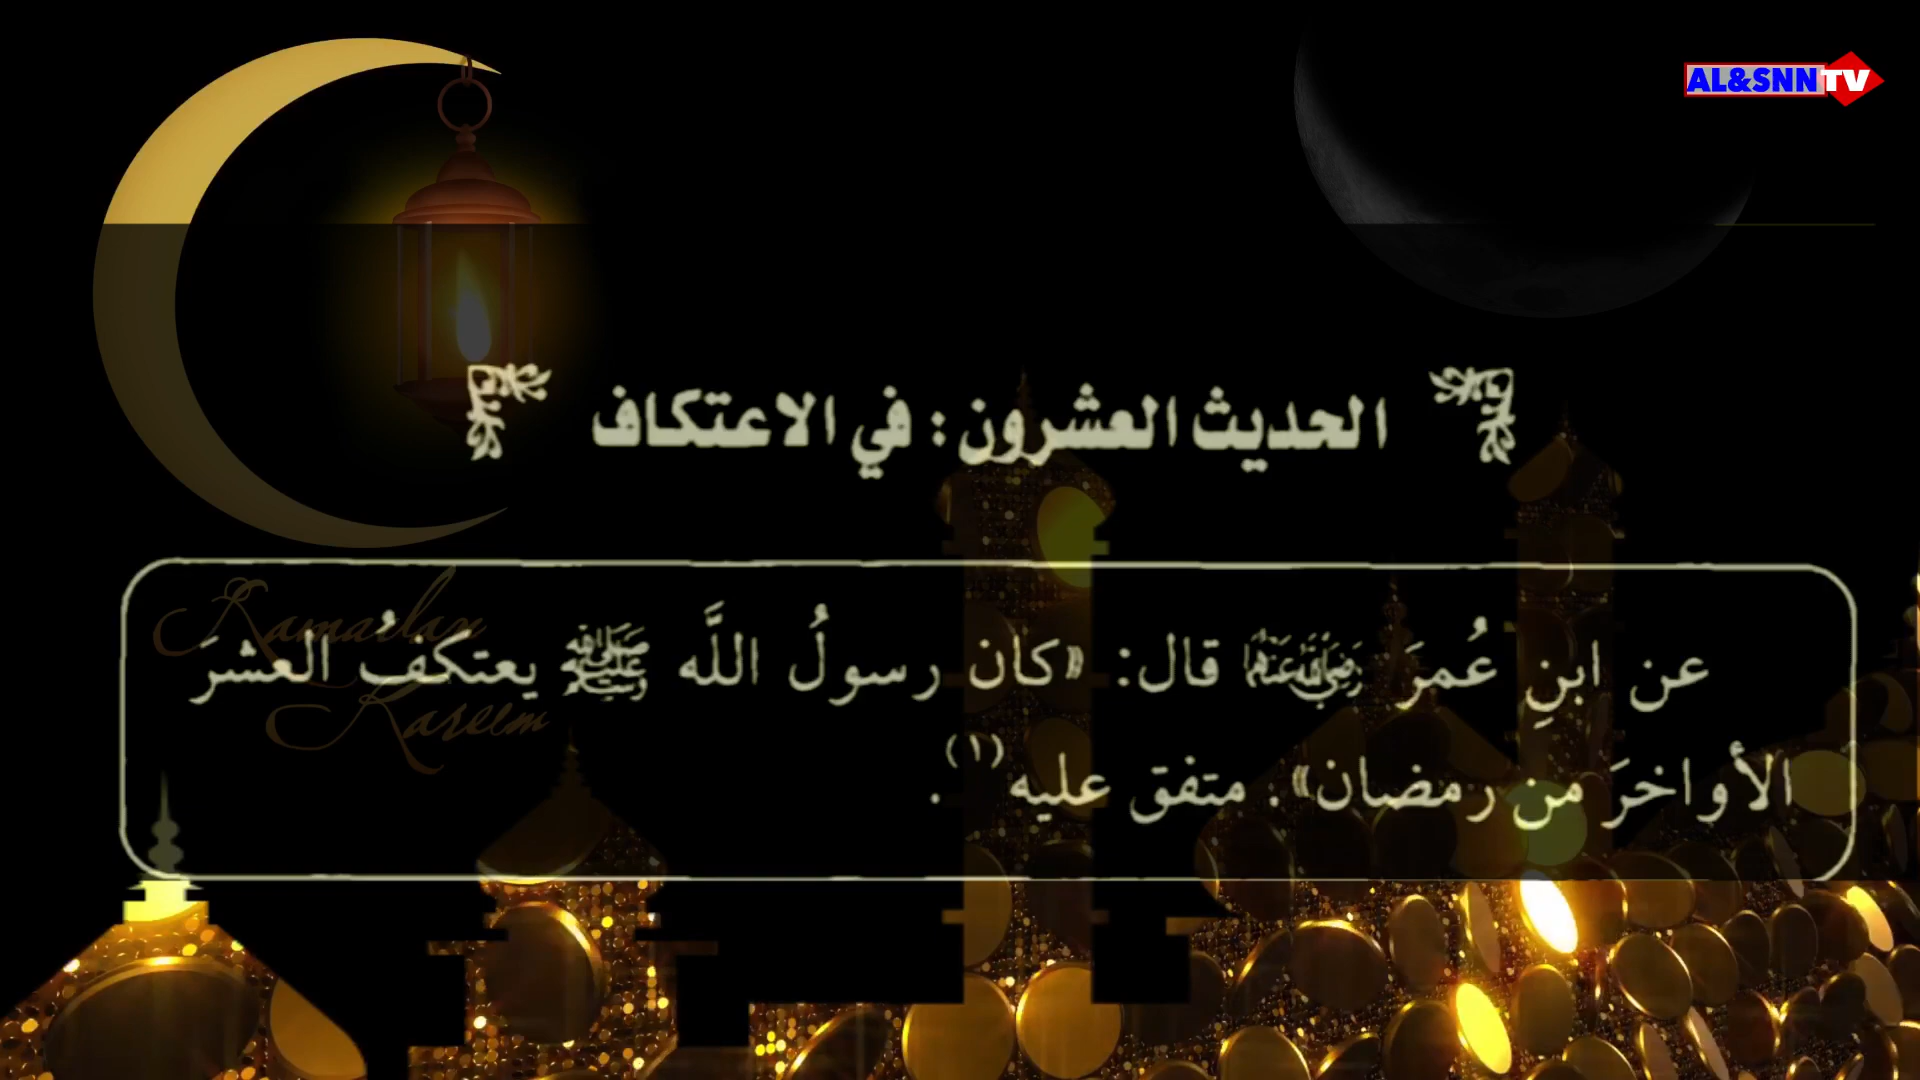 AL&SNN TV
الحديث العشرون: في الاعتكاف
عن ابنِ عُمرَ رَضِيَ اللَّهُ عَنْهُمَا قال: «كان رسولُ اللَّه ﷺ يعتكفُ العشرَ
الأواخرَ من رمضان». متفق عليه(١).
Ramadan
Kareem